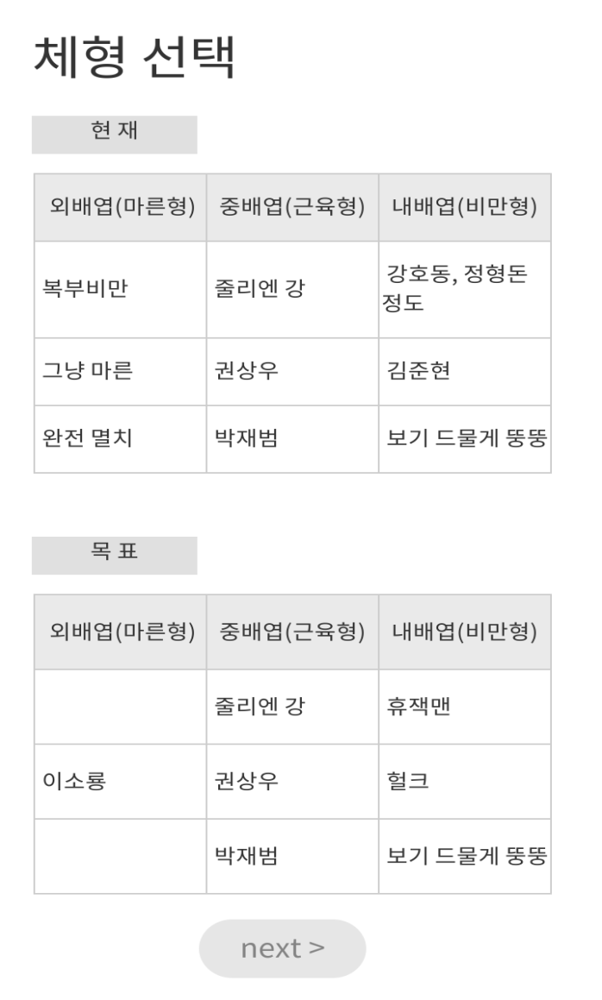 체형 선택
현 재
외배엽(마른형) 중배엽(근육형) 내배엽(비만형)
복부비만 줄리엔 강 강호동, 정형돈
정도
그냥 마른 권상우 김준현
완전 멸치 박재범 보기 드물게 뚱뚱
목 표
외배엽(마른형) 중배엽(근육형) 내배엽(비만형)
줄리엔 강 휴잭맨
이소룡 권상우 헐크
박재범 보기 드물게 뚱뚱
next >